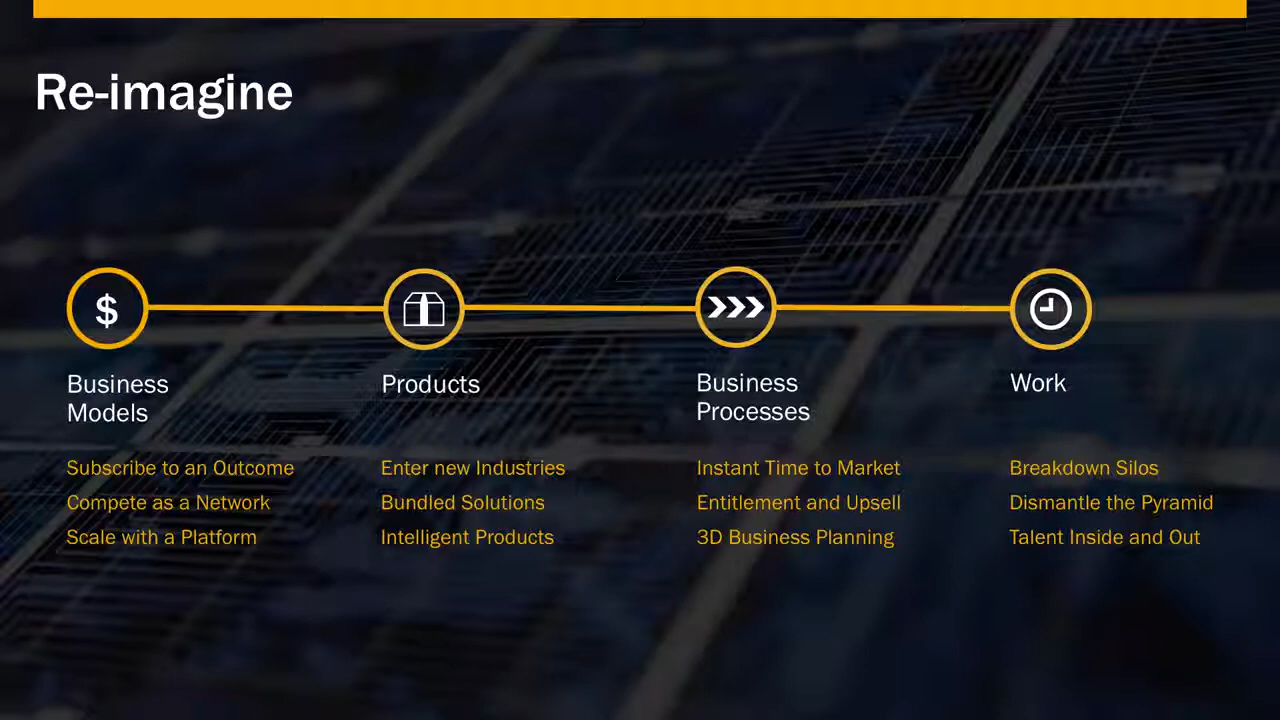 Re-imagine
$
Business
Models
Subscribe to an Outcome
Compete as a Network
Scale with a Platform
Products
Enter new Industries
Bundled Solutions
Intelligent Products
Business
Processes
Instant Time to Market
Entitlement and Upsell
3D Business Planning
Work
Breakdown Silos
Dismantle the Pyramid
Talent Inside and Out